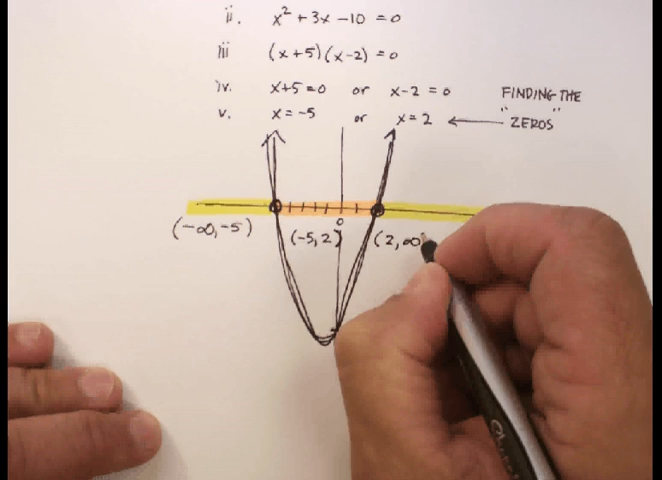 ii. x² + 3x - 10 = 0
iii (x+5)(x-2) = 0
iv. x+5=0 or x-2=0 FINDING THE
v. x=-5 or x=2 "ZEROS"
0
(-∞,-5) (-5,2) (2,∞)